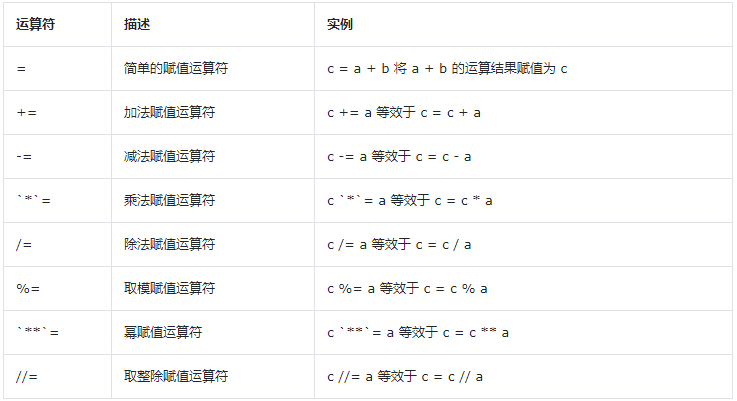 运算符 描述 实例
= 简单的赋值运算符 c = a + b 将 a + b 的运算结果赋值为 c
+= 加法赋值运算符 c += a 等效于 c = c + a
-= 减法赋值运算符 c -= a 等效于 c = c - a
`*`= 乘法赋值运算符 c `*`= a 等效于 c = c * a
/= 除法赋值运算符 c /= a 等效于 c = c / a
%= 取模赋值运算符 c %= a 等效于 c = c % a
`**`= 幂赋值运算符 c `**`= a 等效于 c = c ** a
//= 取整除赋值运算符 c //= a 等效于 c = c // a